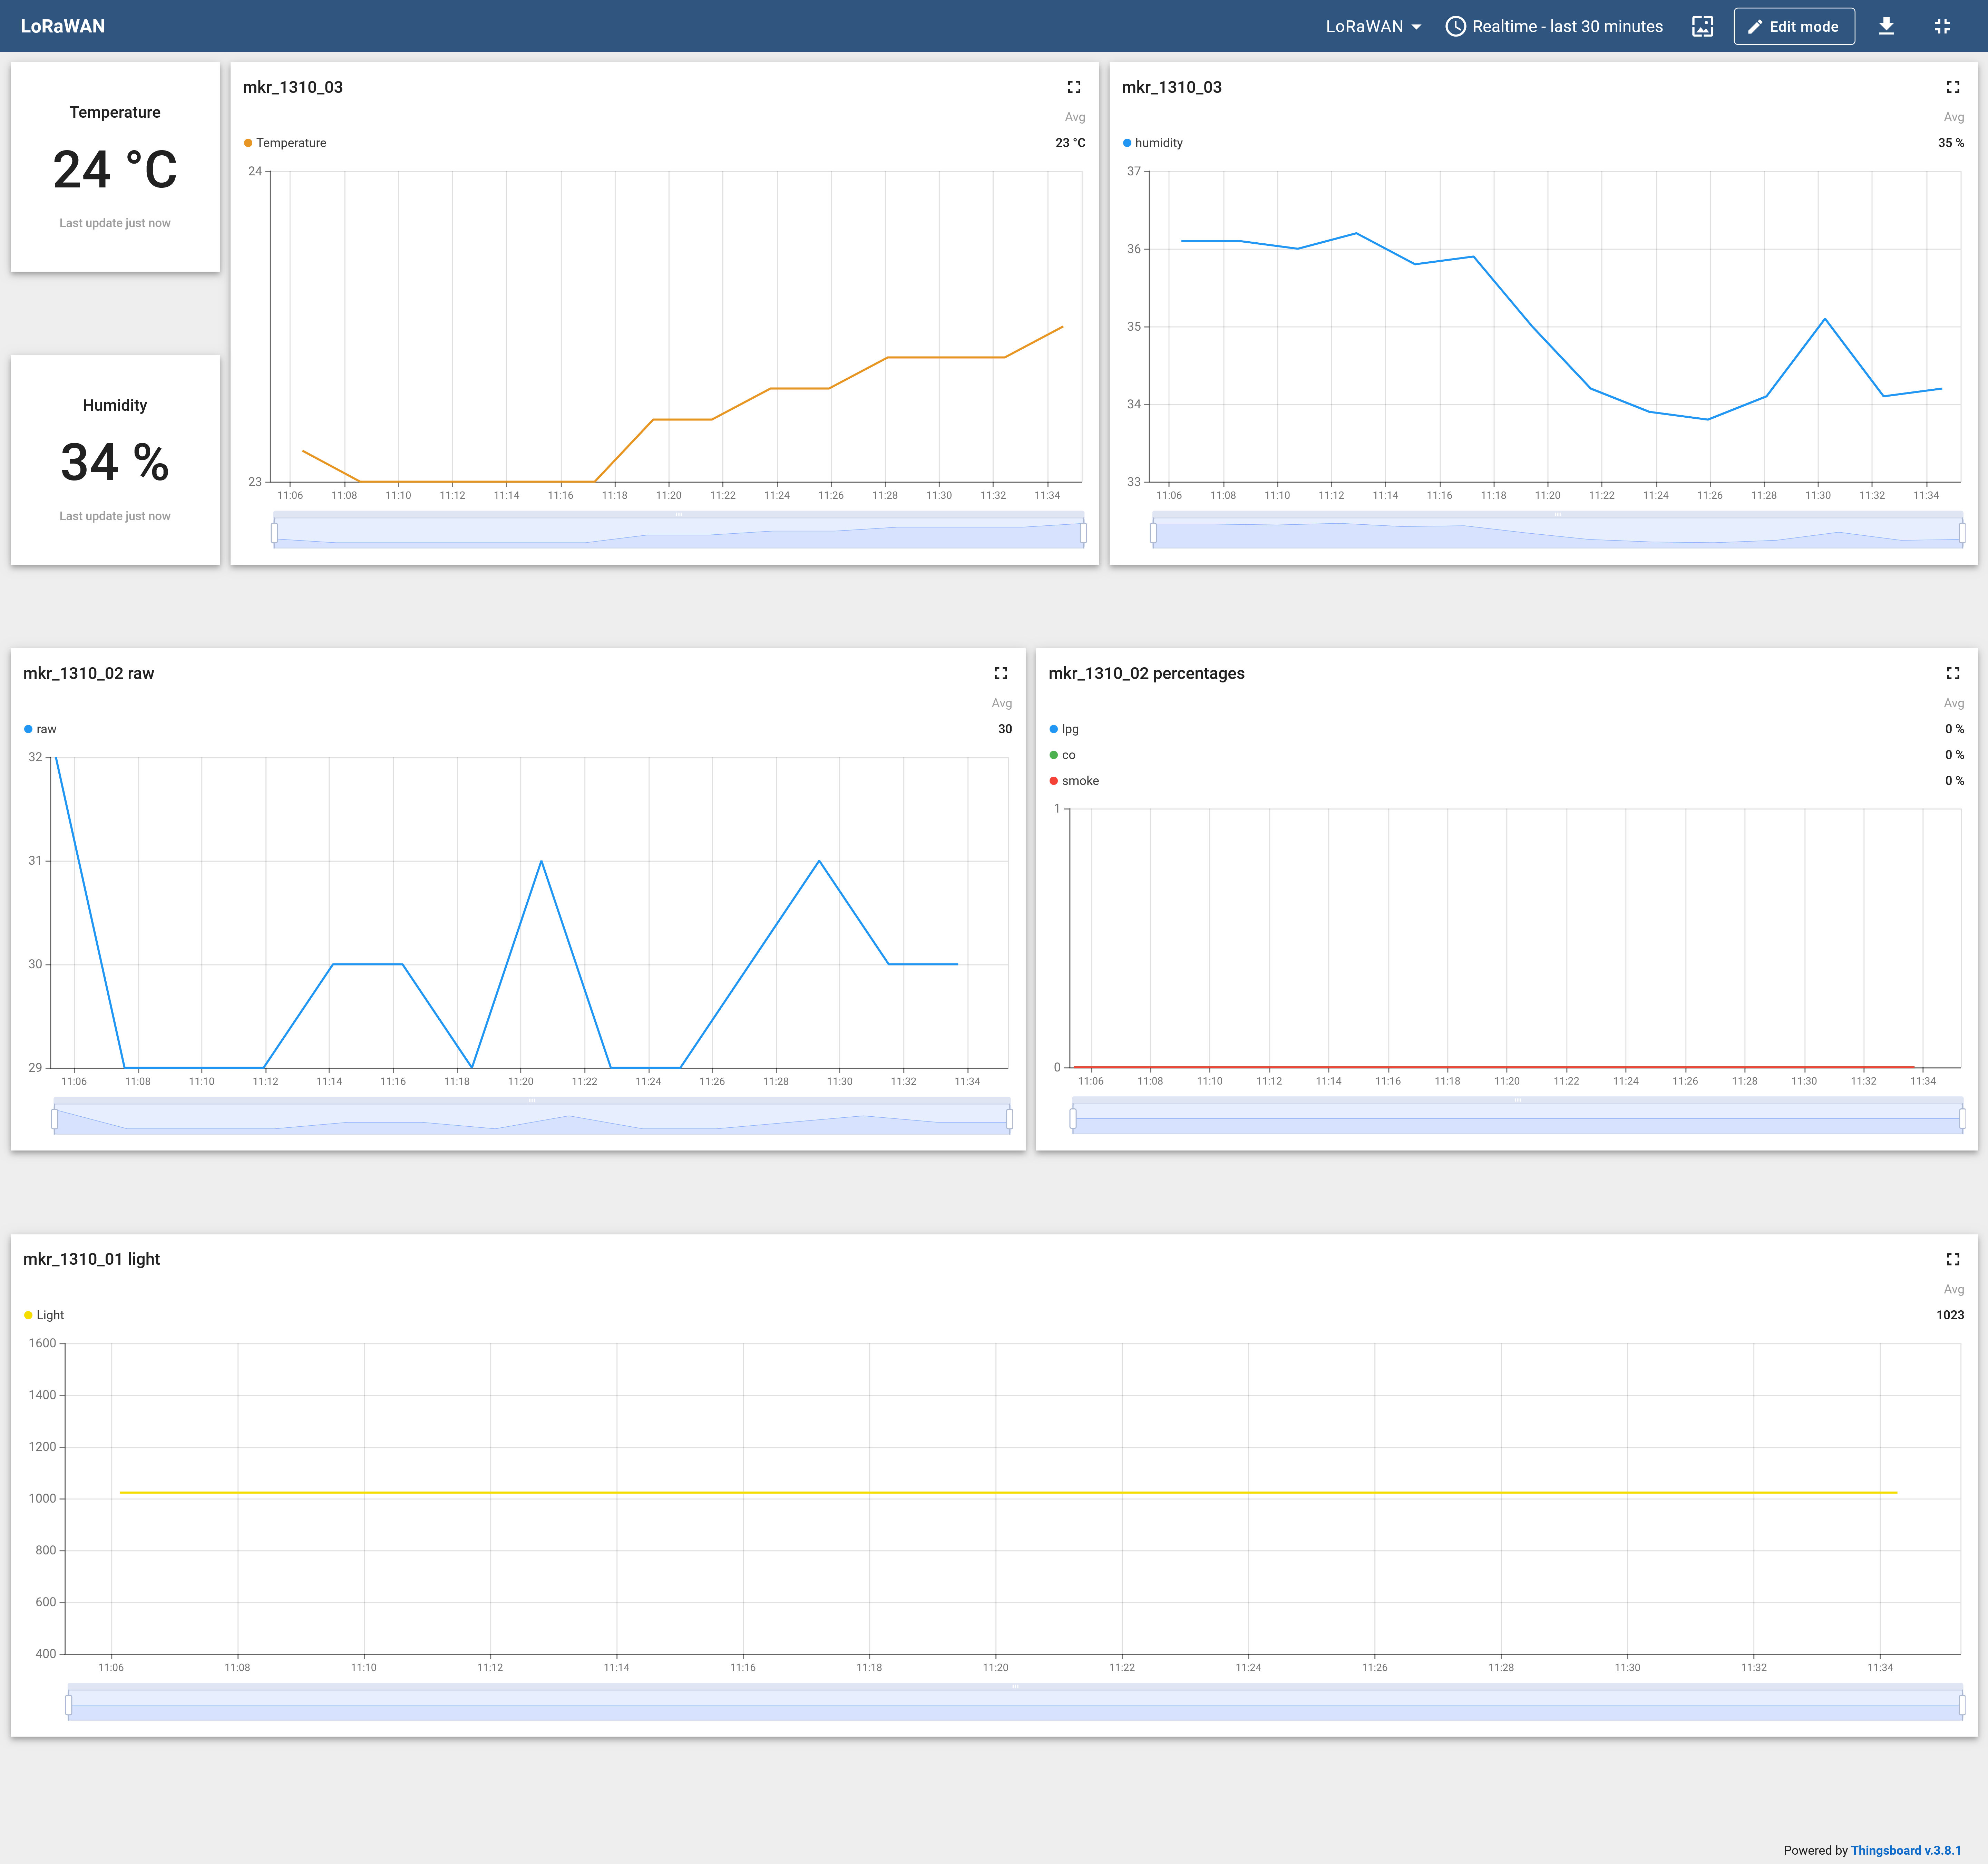 LoRaWAN
LoRaWAN Realtime - last 30 minutes Edit mode
Temperature
24 °C
Last update just now
Humidity
34 %
Last update just now
mkr_1310_03
Avg
Temperature 23 °C
24
23
11:06 11:08 11:10 11:12 11:14 11:16 11:18 11:20 11:22 11:24 11:26 11:28 11:30 11:32 11:34
mkr_1310_03
Avg
humidity 35 %
37
36
35
34
33
11:06 11:08 11:10 11:12 11:14 11:16 11:18 11:20 11:22 11:24 11:26 11:28 11:30 11:32 11:34
mkr_1310_02 raw
Avg
raw 30
32
31
30
29
11:06 11:08 11:10 11:12 11:14 11:16 11:18 11:20 11:22 11:24 11:26 11:28 11:30 11:32 11:34
mkr_1310_02 percentages
Avg
lpg 0 %
co 0 %
smoke 0 %
1
0
11:06 11:08 11:10 11:12 11:14 11:16 11:18 11:20 11:22 11:24 11:26 11:28 11:30 11:32 11:34
mkr_1310_01 light
Avg
Light 1023
1600
1400
1200
1000
800
600
400
11:06 11:08 11:10 11:12 11:14 11:16 11:18 11:20 11:22 11:24 11:26 11:28 11:30 11:32 11:34
Powered by Thingsboard v.3.8.1